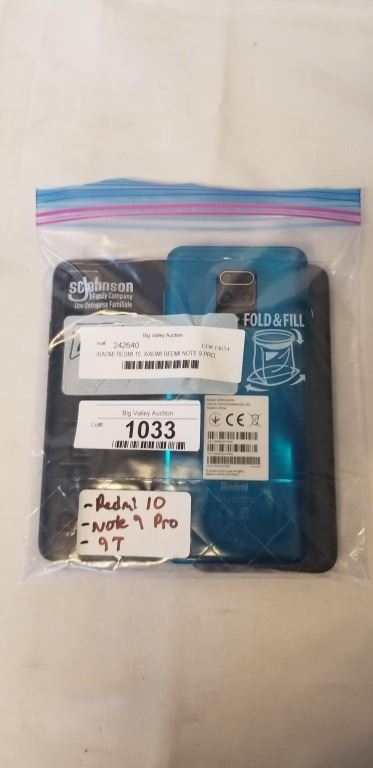 SC Johnson
A Family Company
Une Entreprise Familiale
FOLD & FILL
Big Valley Auction
242640
XIAOMI REDMI 10, XIAOMI REDMI NOTE 9 PRO,
Big Valley Auction
Lot#:
1033
CE
Redmi
- Redmi 10
- Note 9 Pro
- 9T